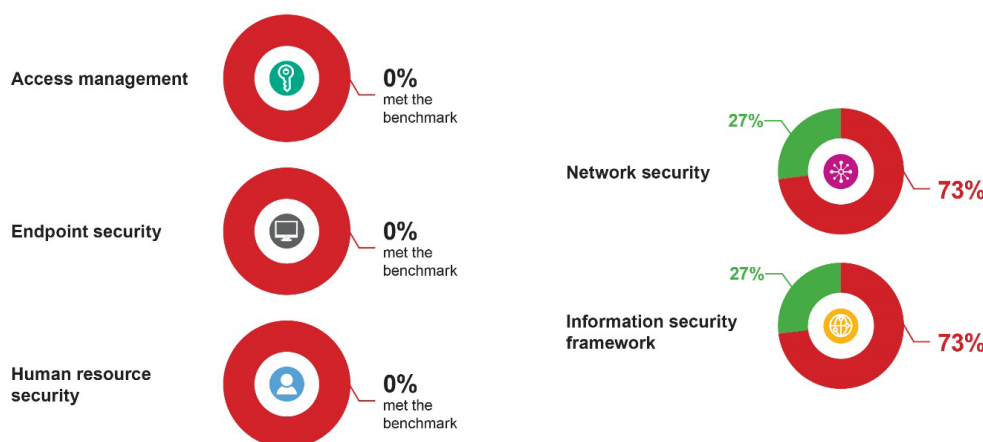 Access management
0%
met the
benchmark
Endpoint security
0%
met the
benchmark
Human resource
security
0%
met the
benchmark
27%
Network security
73%
27%
Information security
framework
73%